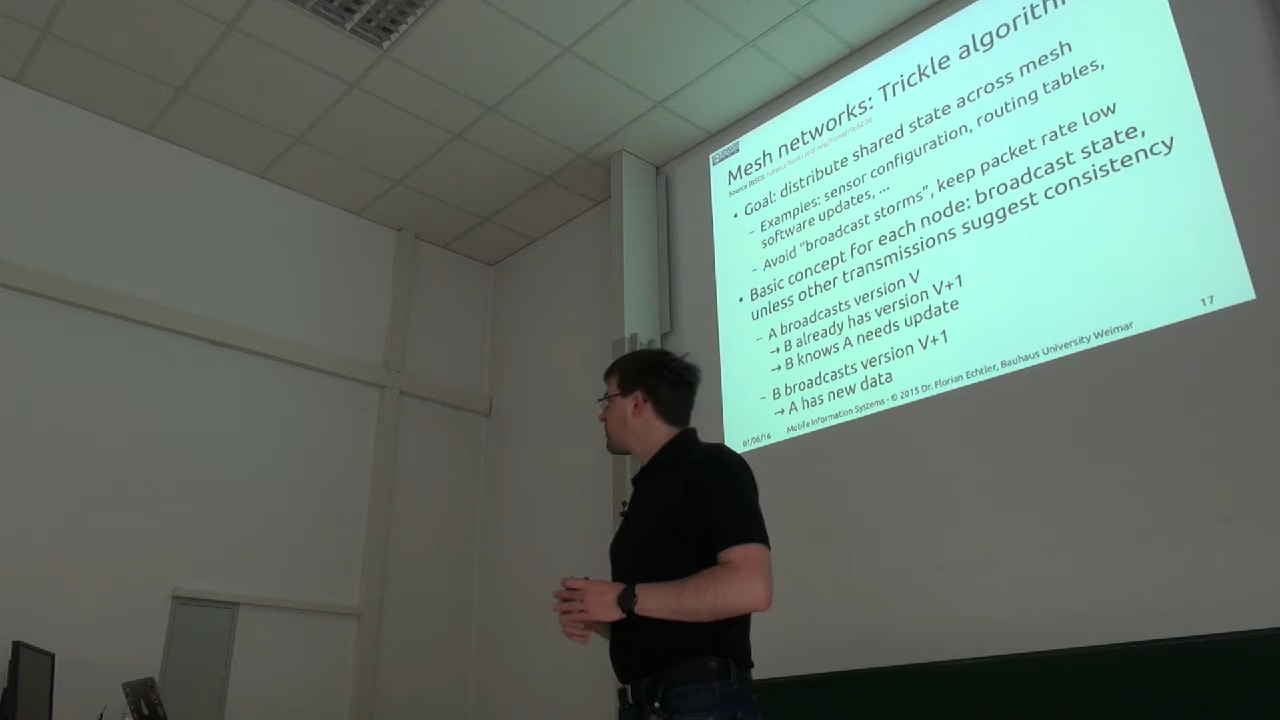 Mesh networks: Trickle algorithm
Source (BSD):
• Goal: distribute shared state across mesh
– Examples: sensor configuration, routing tables,
software updates, ...
– Avoid "broadcast storms", keep packet rate low
• Basic concept for each node: broadcast state,
unless other transmissions suggest consistency
– A broadcasts version V
→ B already has version V+1
→ B knows A needs update
– B broadcasts version V+1
→ A has new data
01/06/16 Mobile Information Systems - © 2015 Dr. Florian Echtler, Bauhaus University Weimar 17